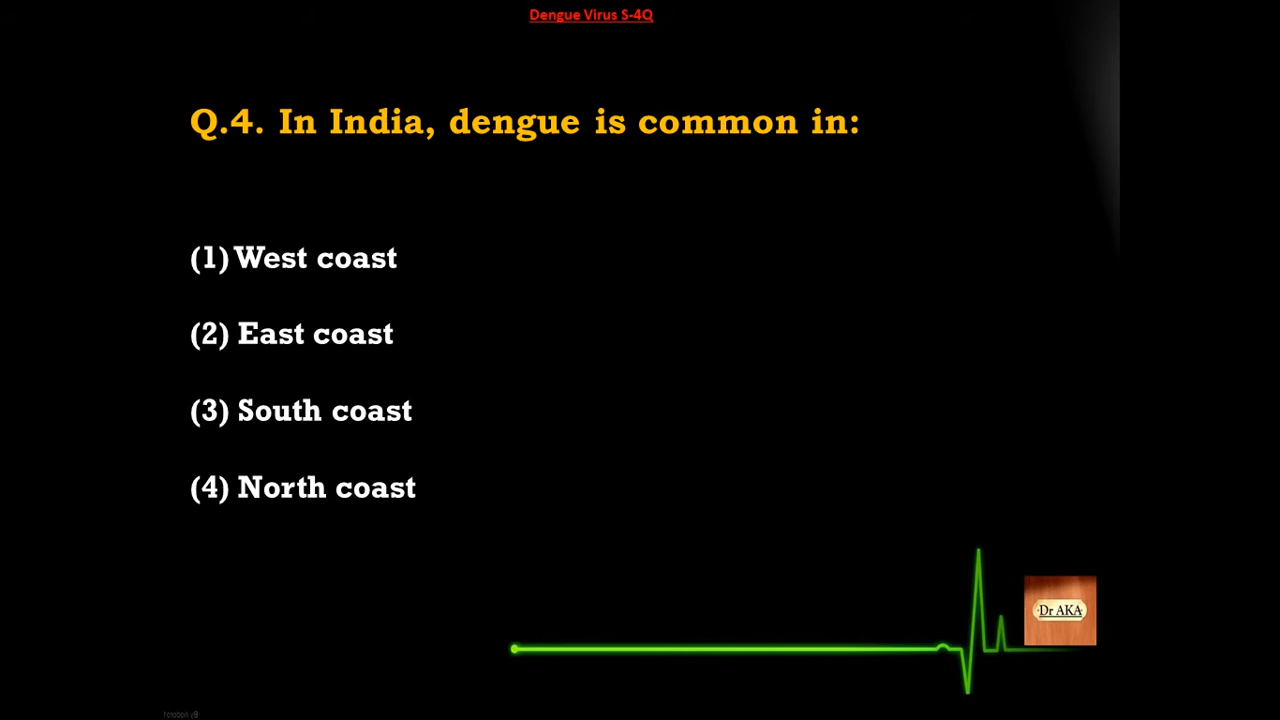 Dengue Virus S-4Q
Q.4. In India, dengue is common in:
(1) West coast
(2) East coast
(3) South coast
(4) North coast
Dr AKA